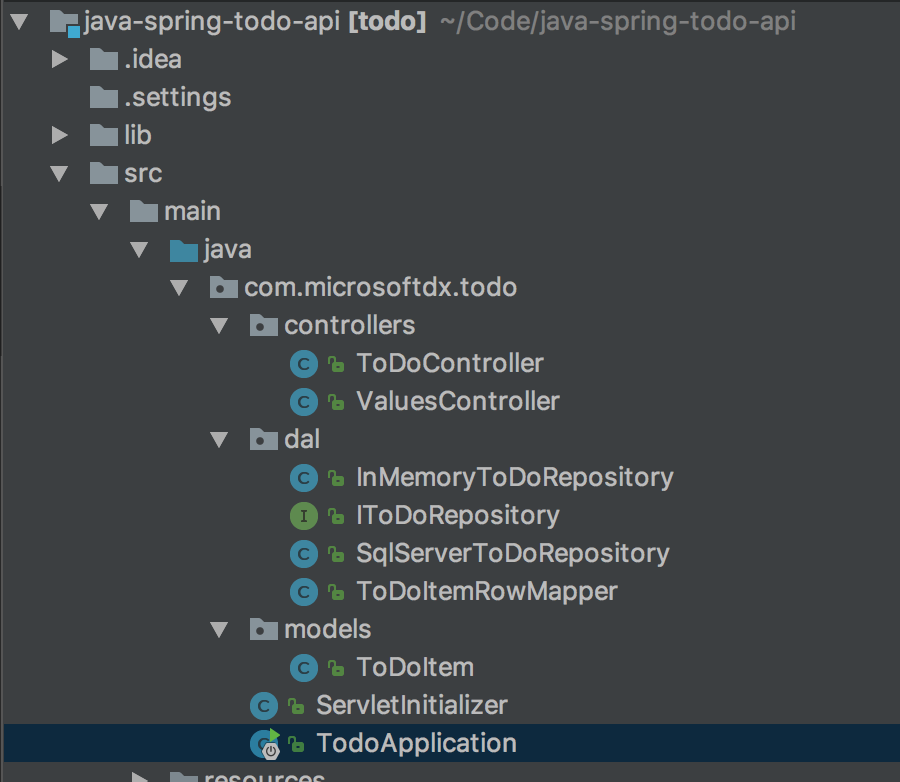 java-spring-todo-api [todo] ~/Code/java-spring-todo-api
.idea
.settings
lib
src
main
java
com.microsoftdx.todo
controllers
C ToDoController
C ValuesController
dal
C InMemoryToDoRepository
I IToDoRepository
C SqlServerToDoRepository
C ToDoItemRowMapper
models
C ToDoItem
C ServletInitializer
C TodoApplication
resources